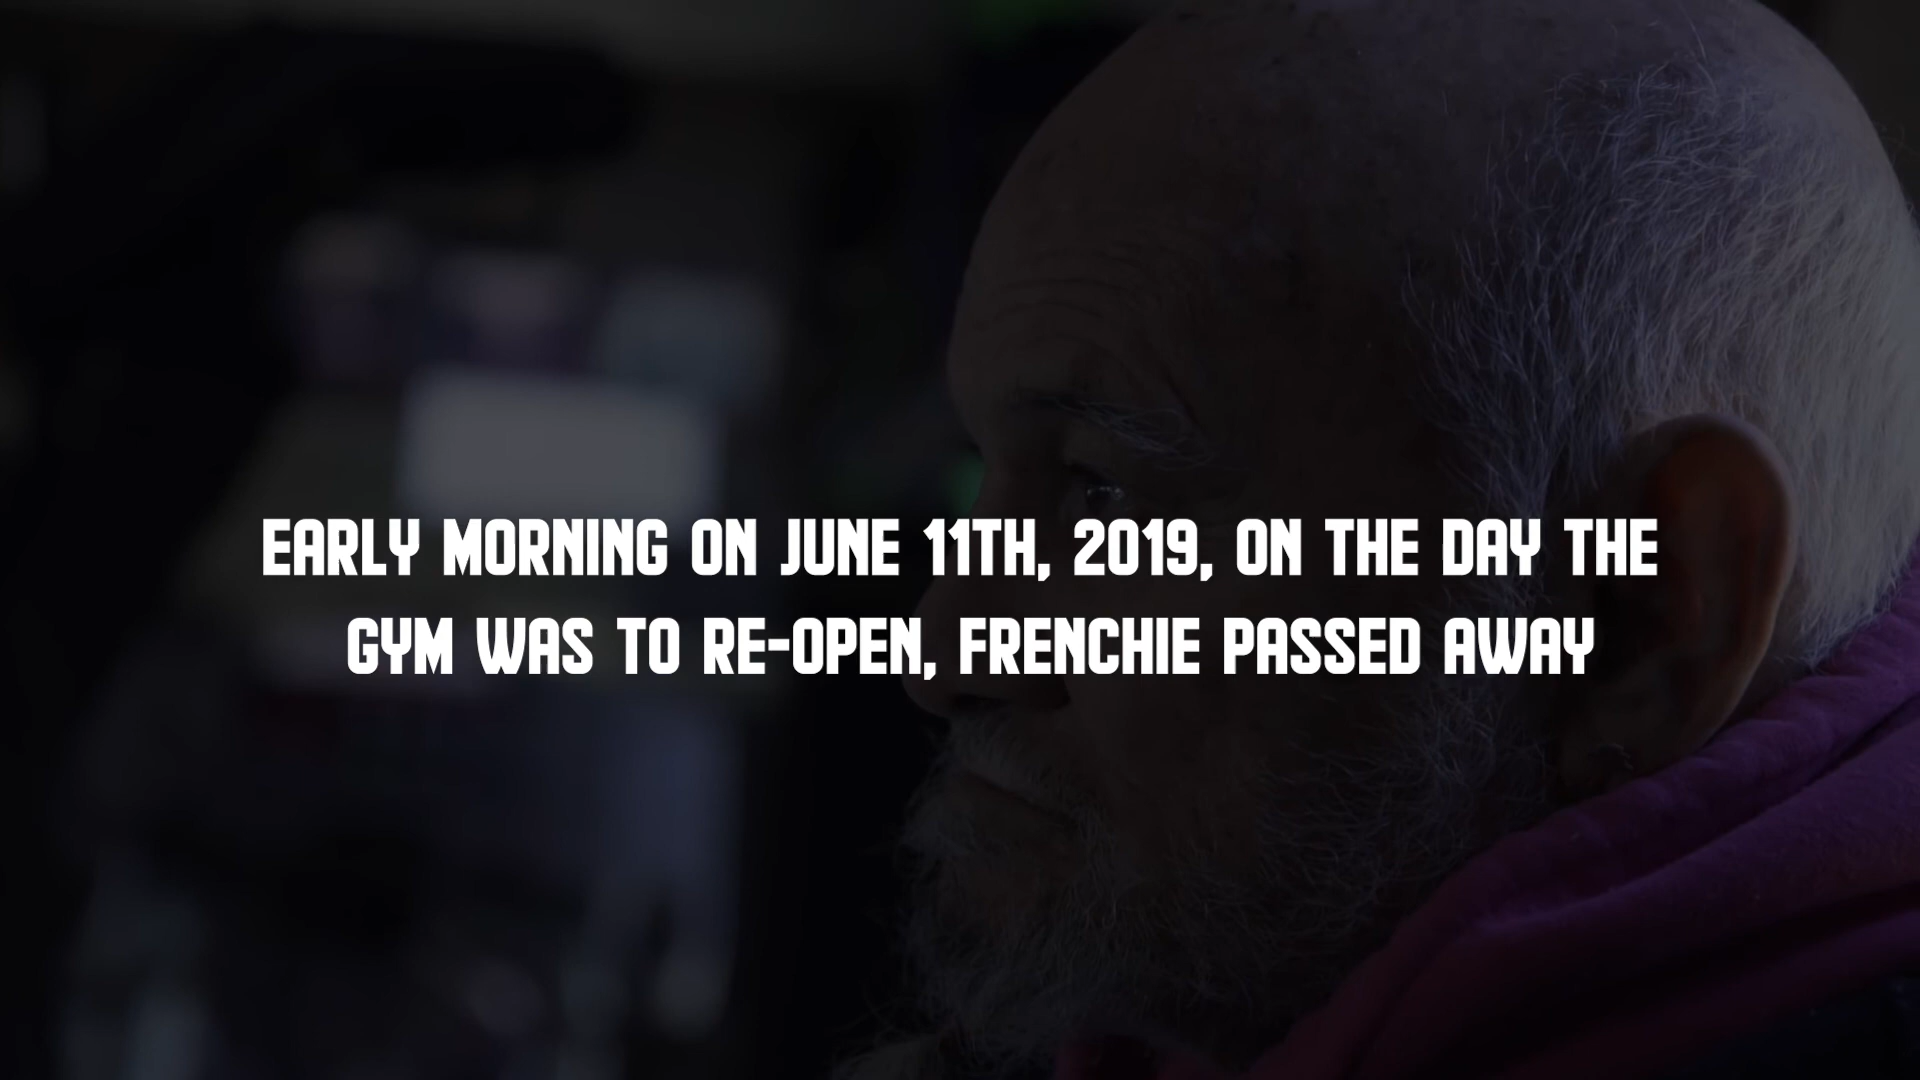 EARLY MORNING ON JUNE 11TH, 2019, ON THE DAY THE
GYM WAS TO RE-OPEN, FRENCHIE PASSED AWAY